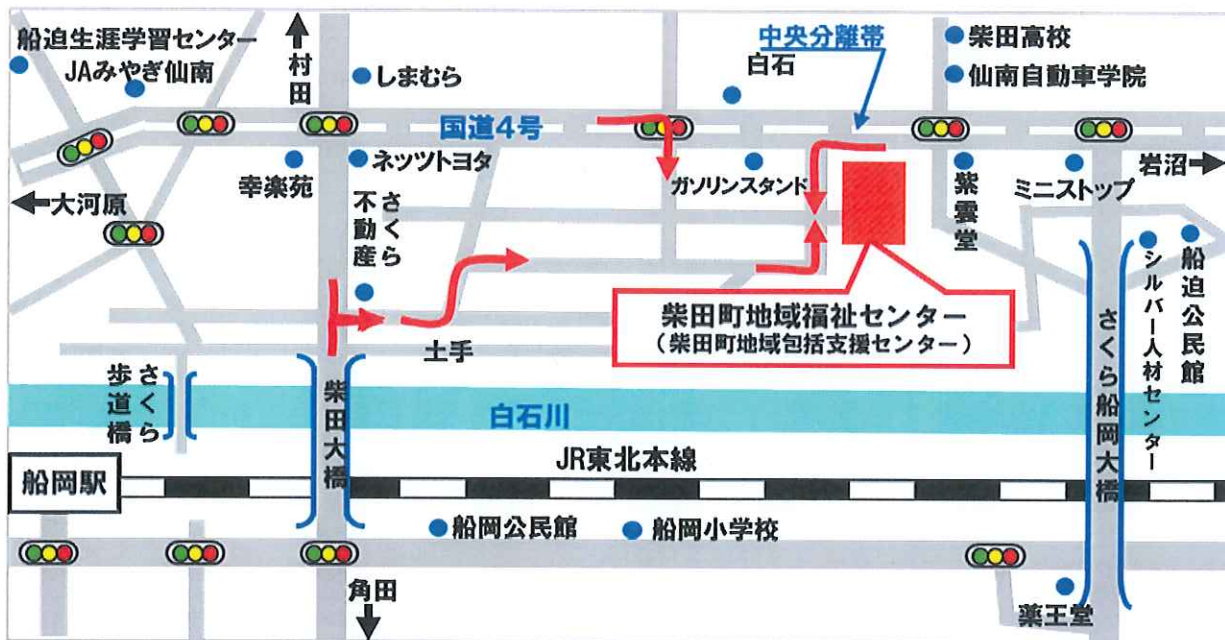 船迫生涯学習センター
JAみやぎ仙南
村田
しまむら
中央分離帯
白石
柴田高校
仙南自動車学院
国道4号
幸楽苑
ネッツトヨタ
ガソリンスタンド
紫雲堂
ミニストップ
岩沼
大河原
さくら
不動産
柴田町地域福祉センター
（柴田町地域包括支援センター）
土手
さくら
歩道橋
柴田大橋
白石川
さくら船岡大橋
シルバー人材センター
船迫公民館
船岡駅
JR東北本線
船岡公民館
船岡小学校
角田
薬王堂